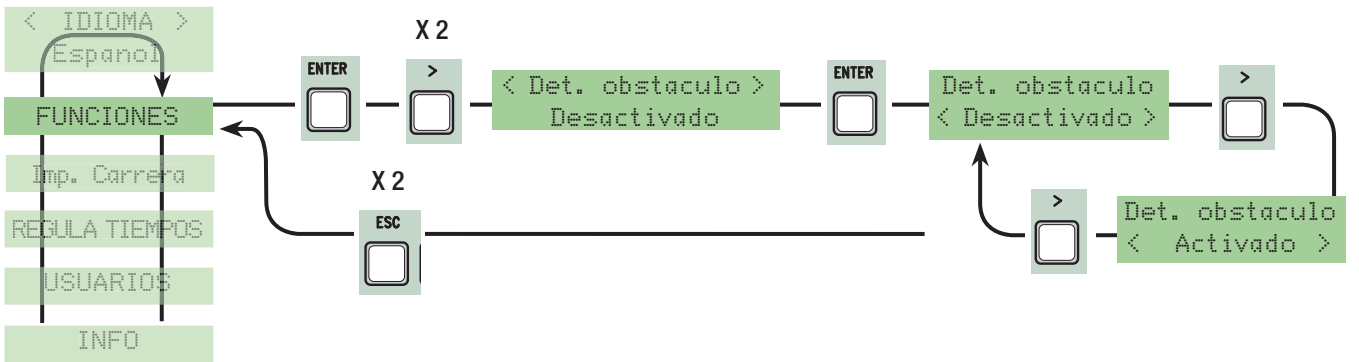 < IDIOMA >
Espanol
FUNCIONES
Imp. Carrera
REGULA TIEMPOS
USUARIOS
INFO
ENTER
X 2
>
< Det. obstaculo >
Desactivado
ENTER
Det. obstaculo
< Desactivado >
>
Det. obstaculo
< Activado >
>
X 2
ESC